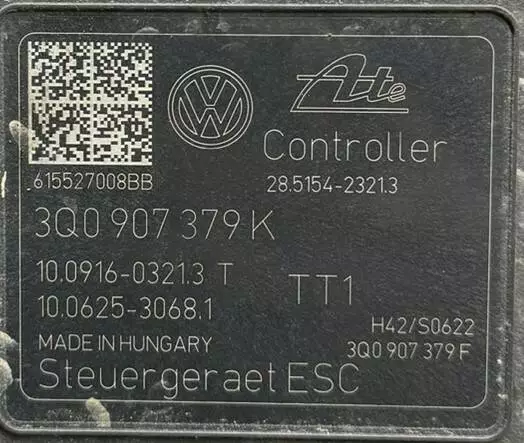 Ate
Controller
615527008BB
28.5154-2321.3
3Q0 907 379 K
10.0916-0321.3 T
TT1
10.0625-3068.1
H42/S0622
MADE IN HUNGARY
3Q0 907 379 F
Steuergeraet ESC